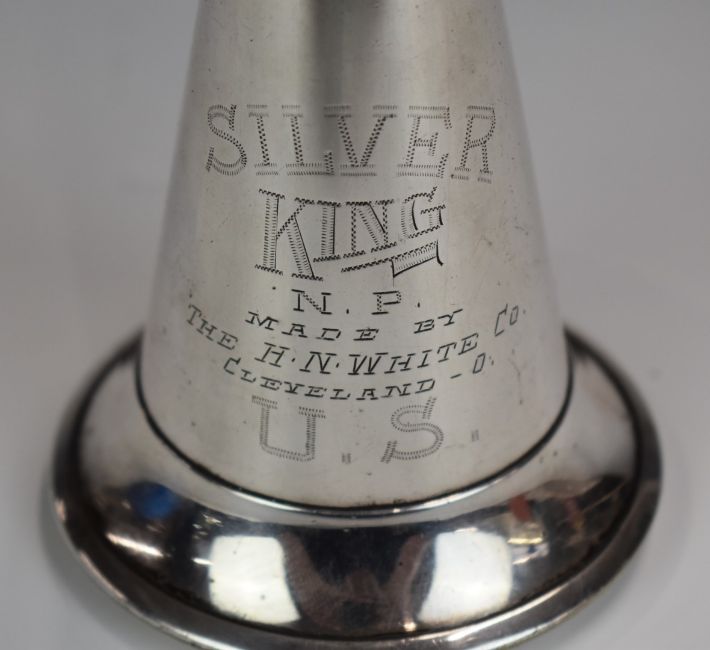 SILVER
KING
N.P.
MADE BY
THE H.N.WHITE CO.
CLEVELAND-O.
U.S.